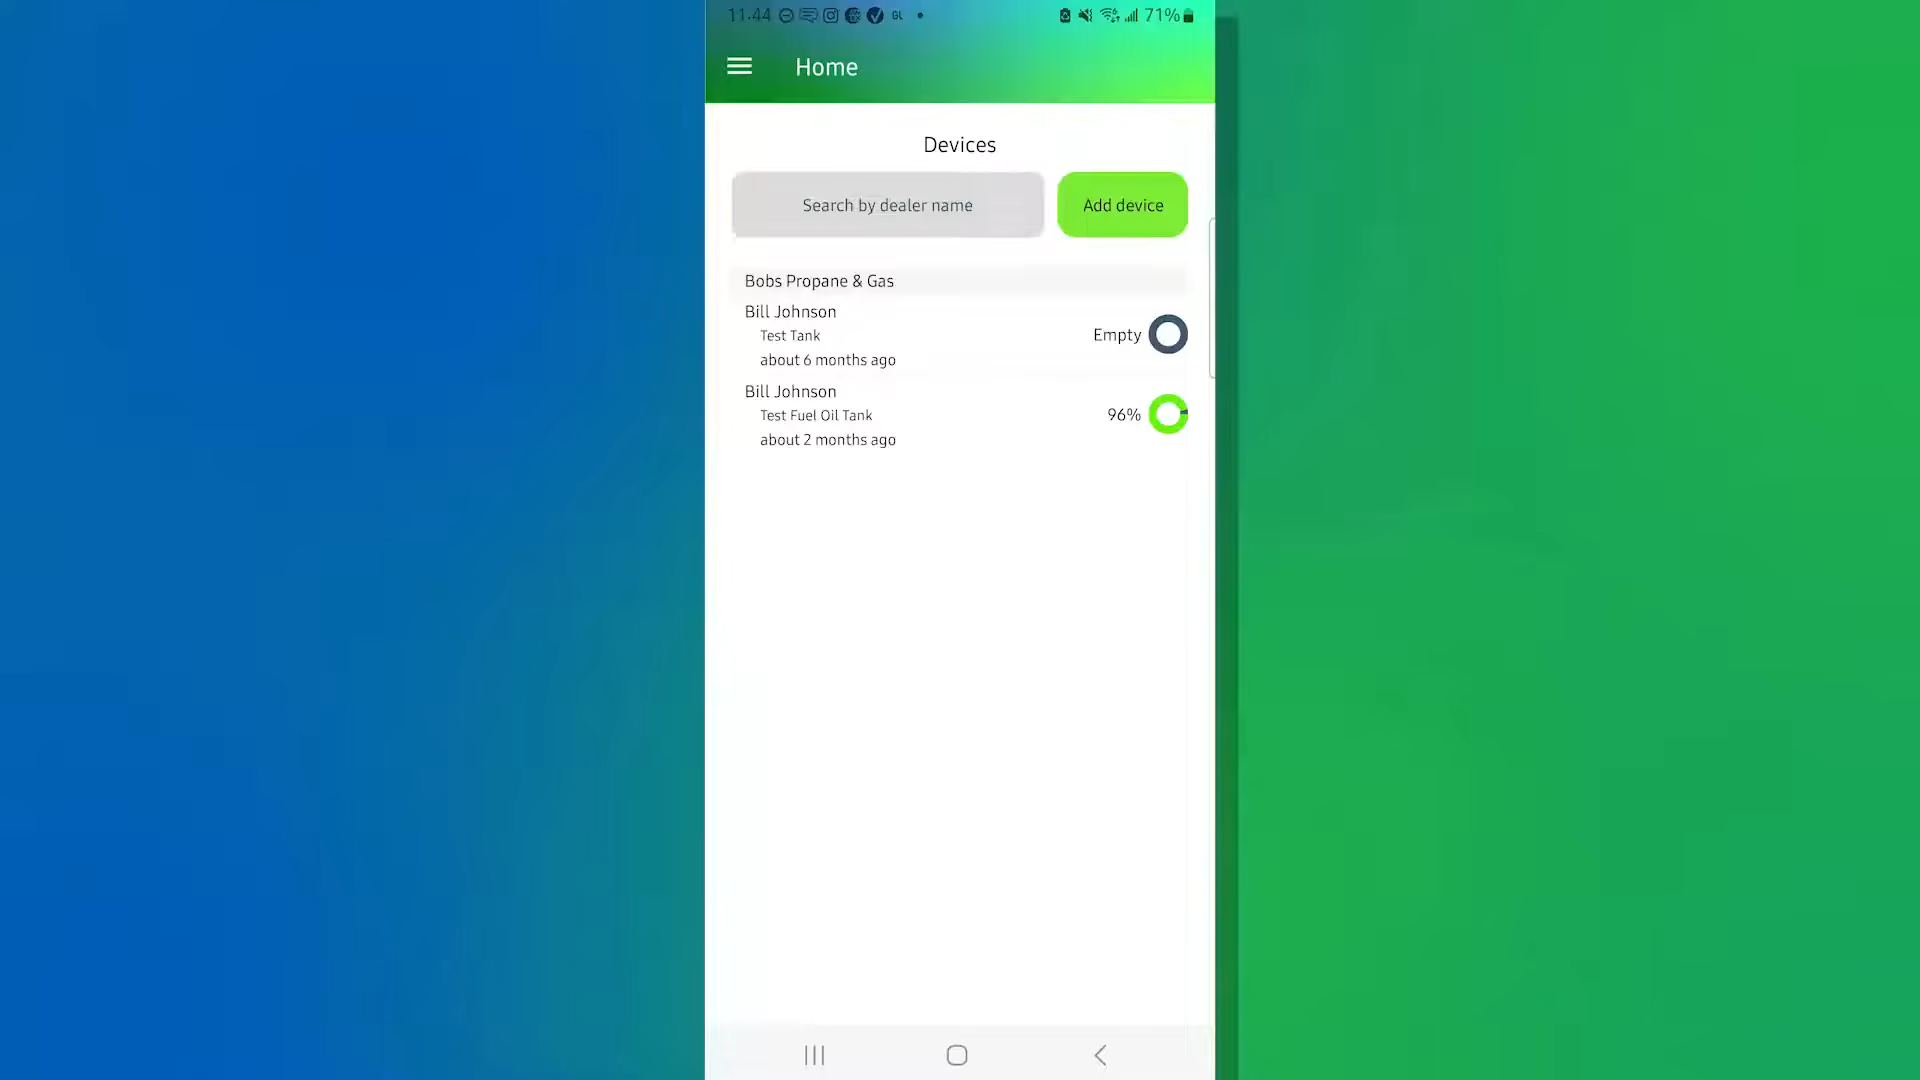 11:44 GL 71%
Home
Devices
Search by dealer name
Add device
Bobs Propane & Gas
Bill Johnson
Test Tank
Empty
about 6 months ago
Bill Johnson
Test Fuel Oil Tank
96%
about 2 months ago